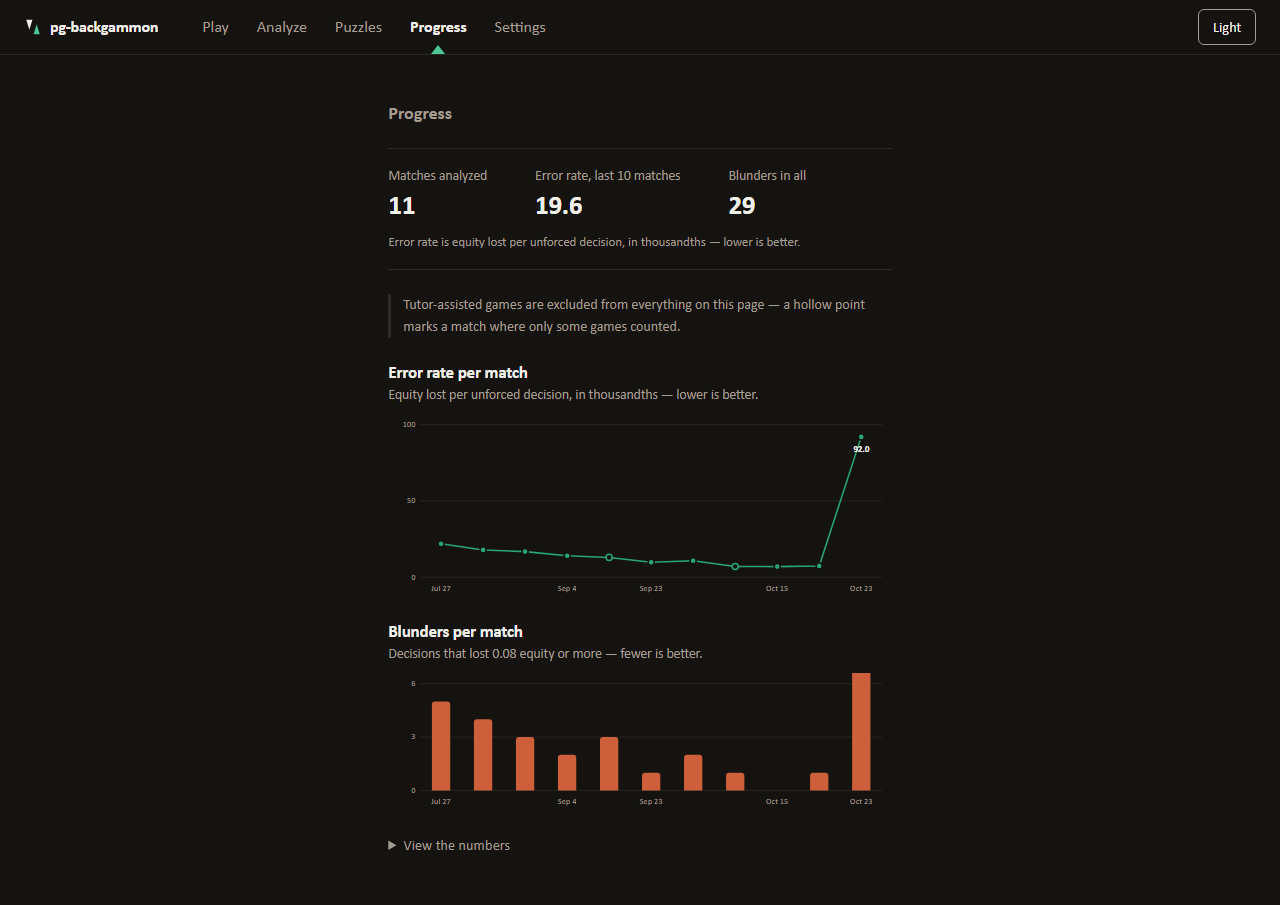 pg-backgammon Play Analyze Puzzles Progress Settings Light
Progress
Matches analyzed Error rate, last 10 matches Blunders in all
11 19.6 29
Error rate is equity lost per unforced decision, in thousandths — lower is better.
Tutor-assisted games are excluded from everything on this page — a hollow point
marks a match where only some games counted.
Error rate per match
Equity lost per unforced decision, in thousandths — lower is better.
100
92.0
50
0
Jul 27 Sep 4 Sep 23 Oct 15 Oct 23
Blunders per match
Decisions that lost 0.08 equity or more — fewer is better.
6
3
0
Jul 27 Sep 4 Sep 23 Oct 15 Oct 23
View the numbers